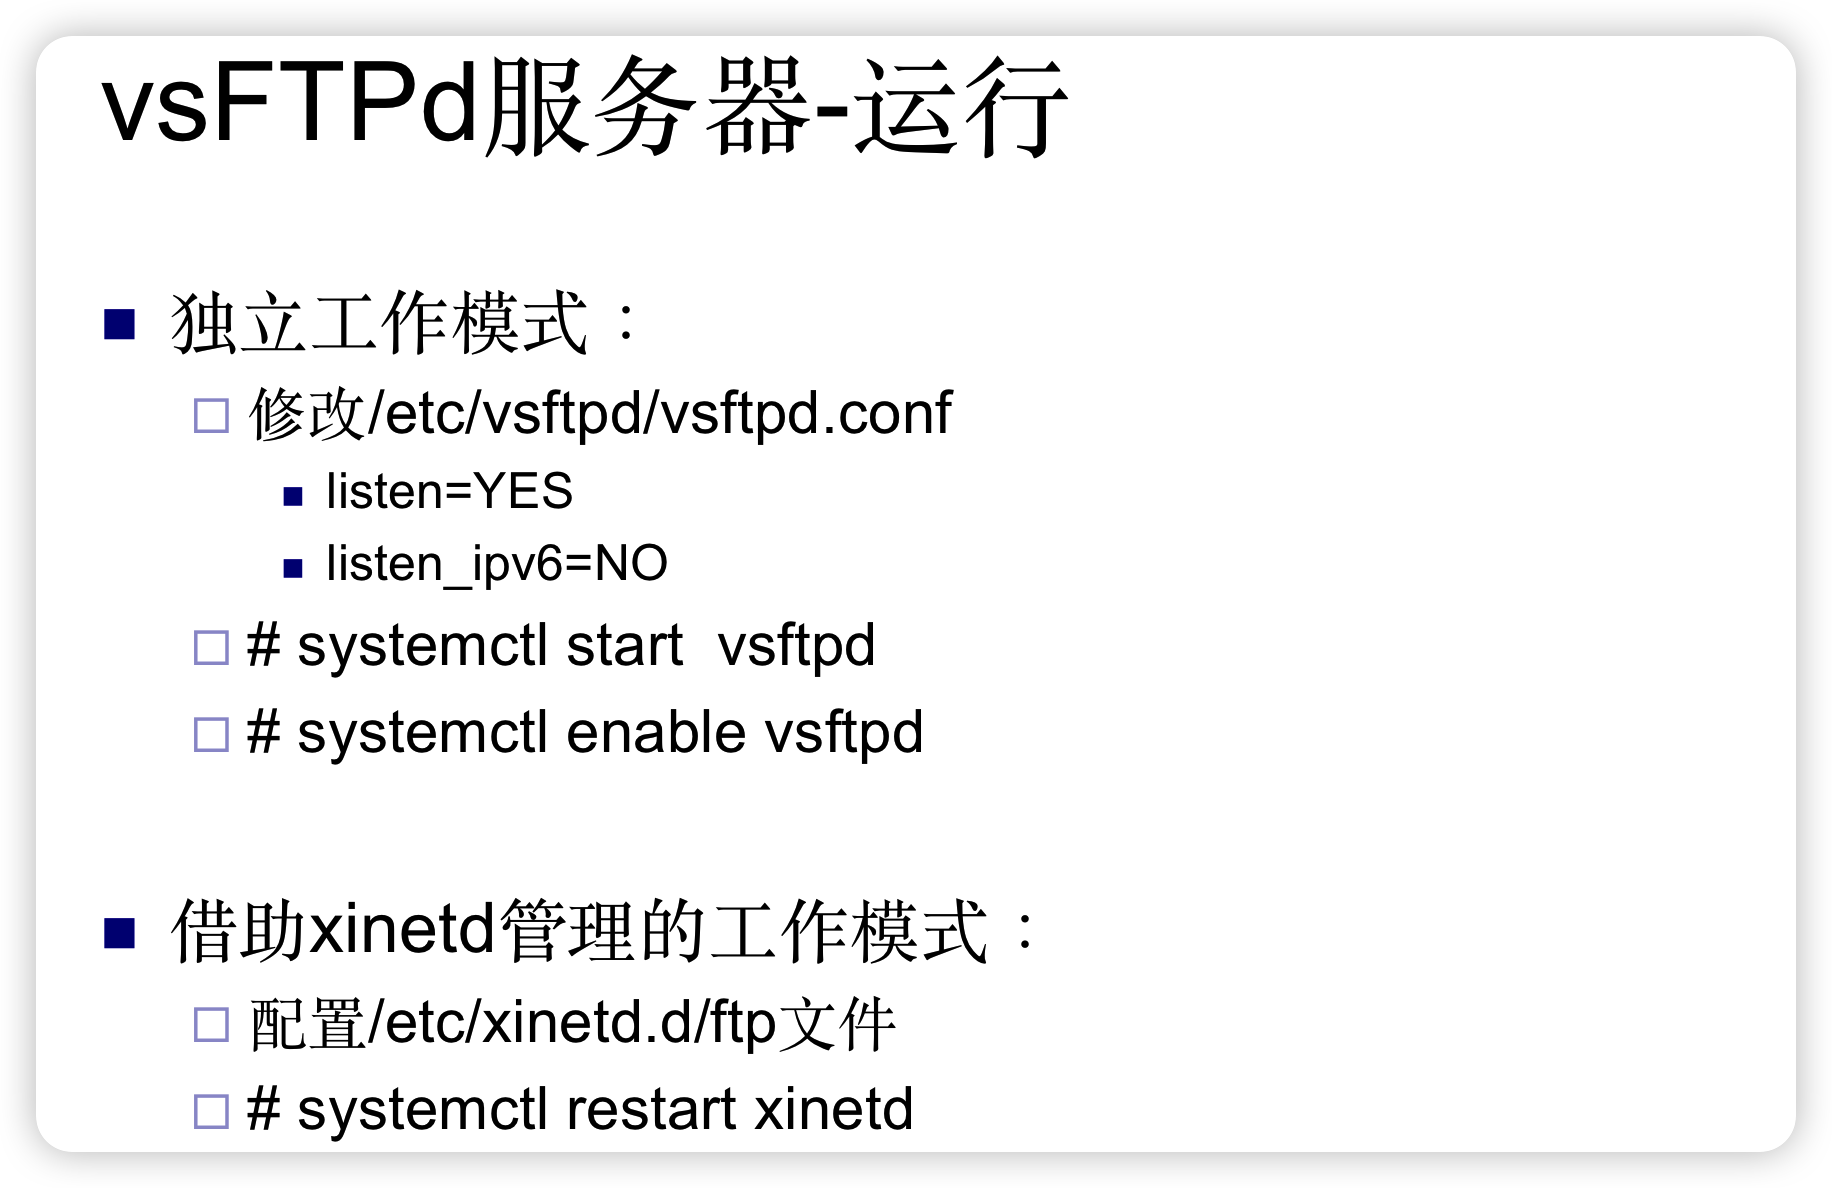 vsFTPd服务器-运行
独立工作模式：
修改/etc/vsftpd/vsftpd.conf
listen=YES
listen_ipv6=NO
# systemctl start  vsftpd
# systemctl enable vsftpd
借助xinetd管理的工作模式：
配置/etc/xinetd.d/ftp文件
# systemctl restart xinetd